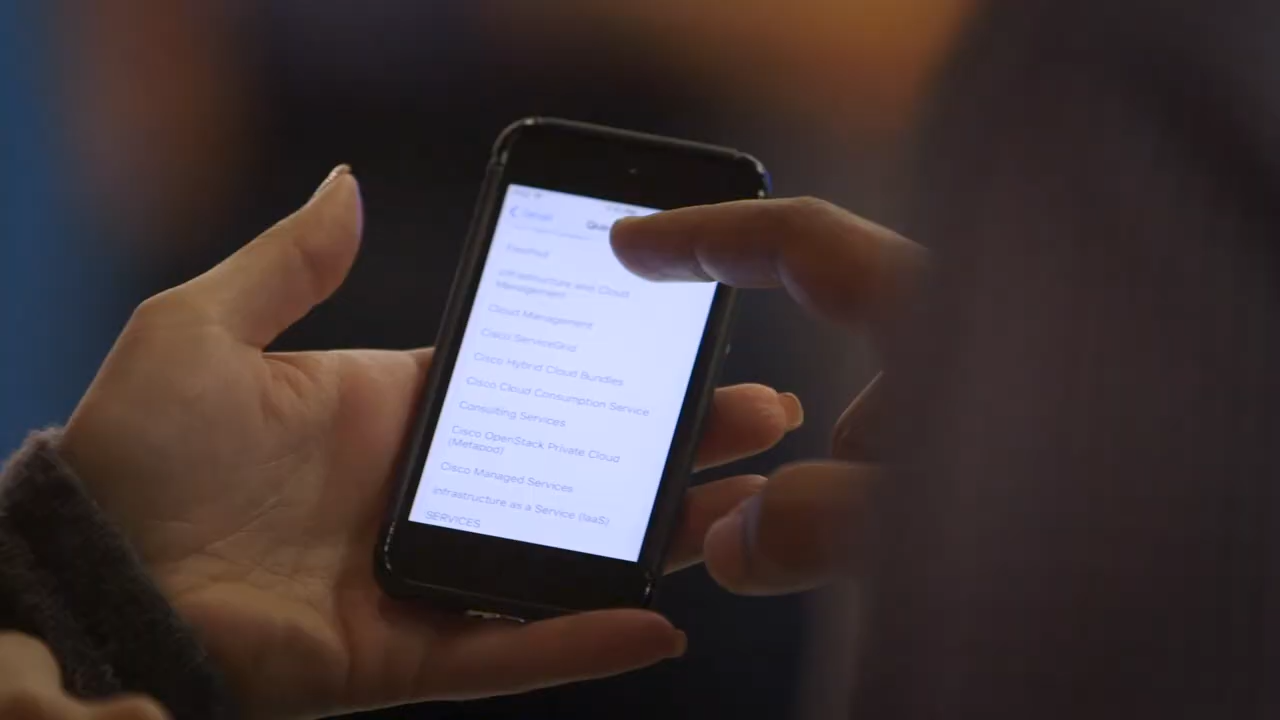 FlexPod
Infrastructure and Cloud
Management
Cloud Management
Cisco ServiceGrid
Cisco Hybrid Cloud Bundles
Cisco Cloud Consumption Service
Consulting Services
Cisco OpenStack Private Cloud
(Metapod)
Cisco Managed Services
Infrastructure as a Service (IaaS)
SERVICES